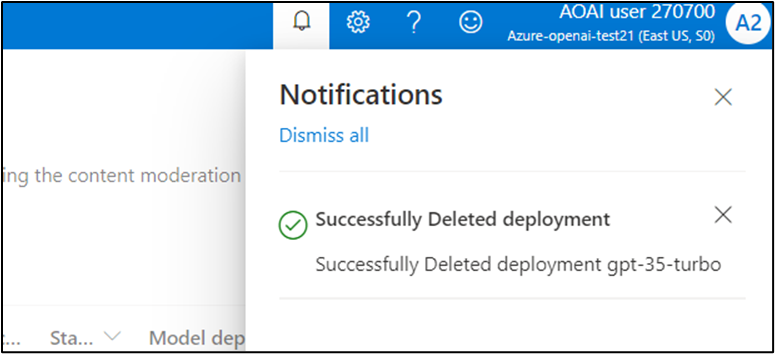 AOAI user 270700
Azure-openai-test21 (East US, S0)
A2
Notifications
Dismiss all
ing the content moderation
Successfully Deleted deployment
Successfully Deleted deployment gpt-35-turbo
...
Sta...
Model dep